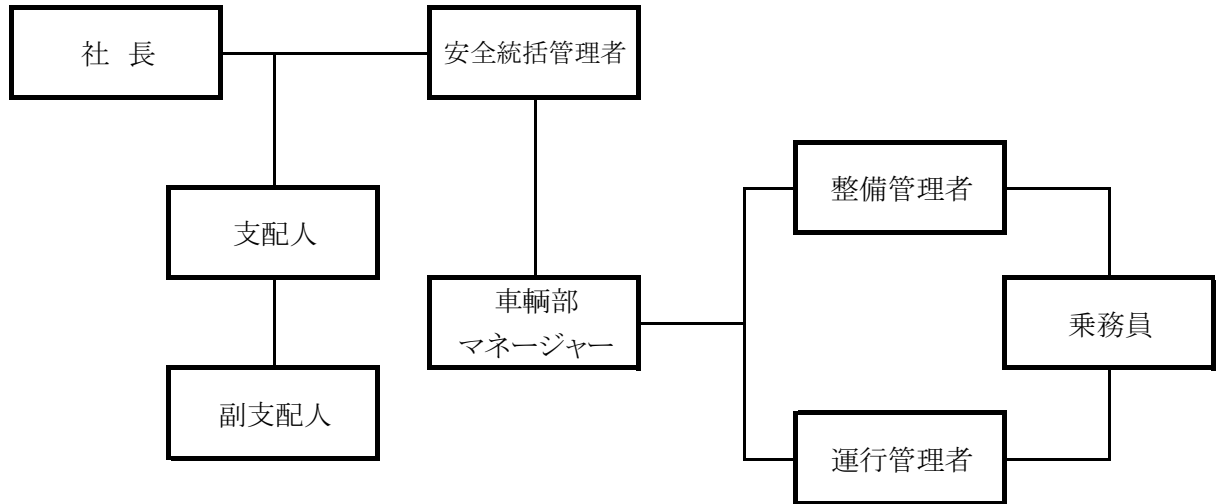 社 長
安全統括管理者
整備管理者
支配人
車輌部
マネージャー
乗務員
副支配人
運行管理者